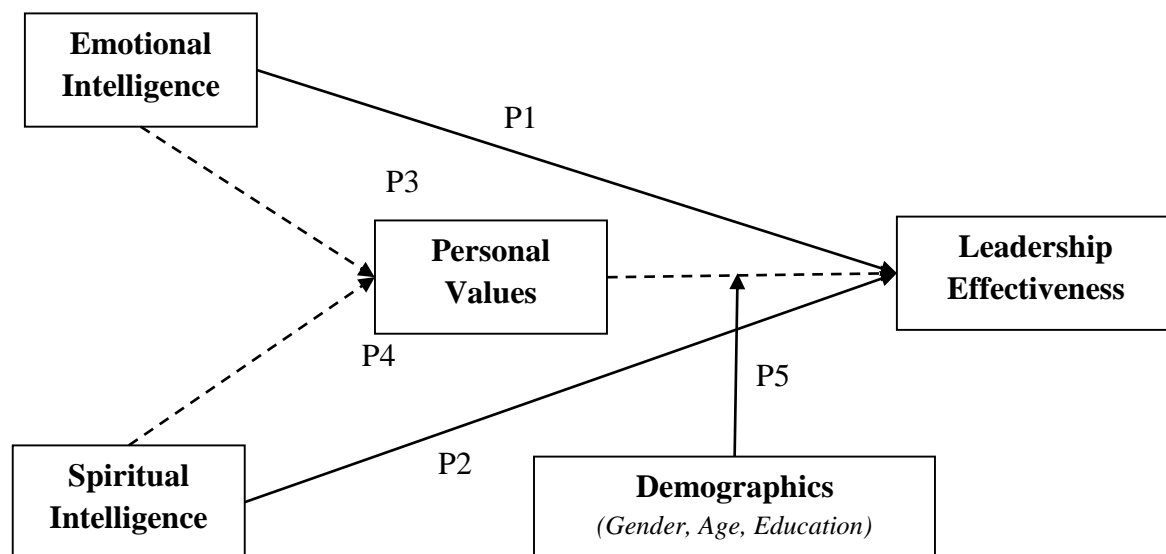 Emotional
Intelligence
P1
P3
Personal
Values
Leadership
Effectiveness
P4
P5
P2
Spiritual
Intelligence
Demographics
(Gender, Age, Education)